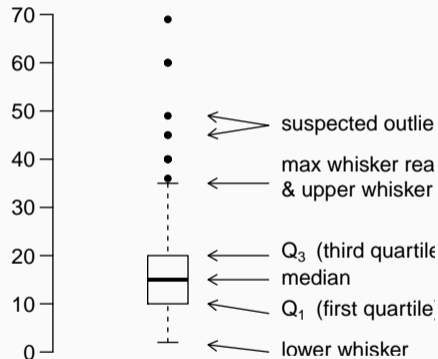 70
60
50
40
30
20
10
0
suspected outlie
max whisker rea
& upper whisker
Q₃ (third quartile
median
Q₁ (first quartile)
lower whisker